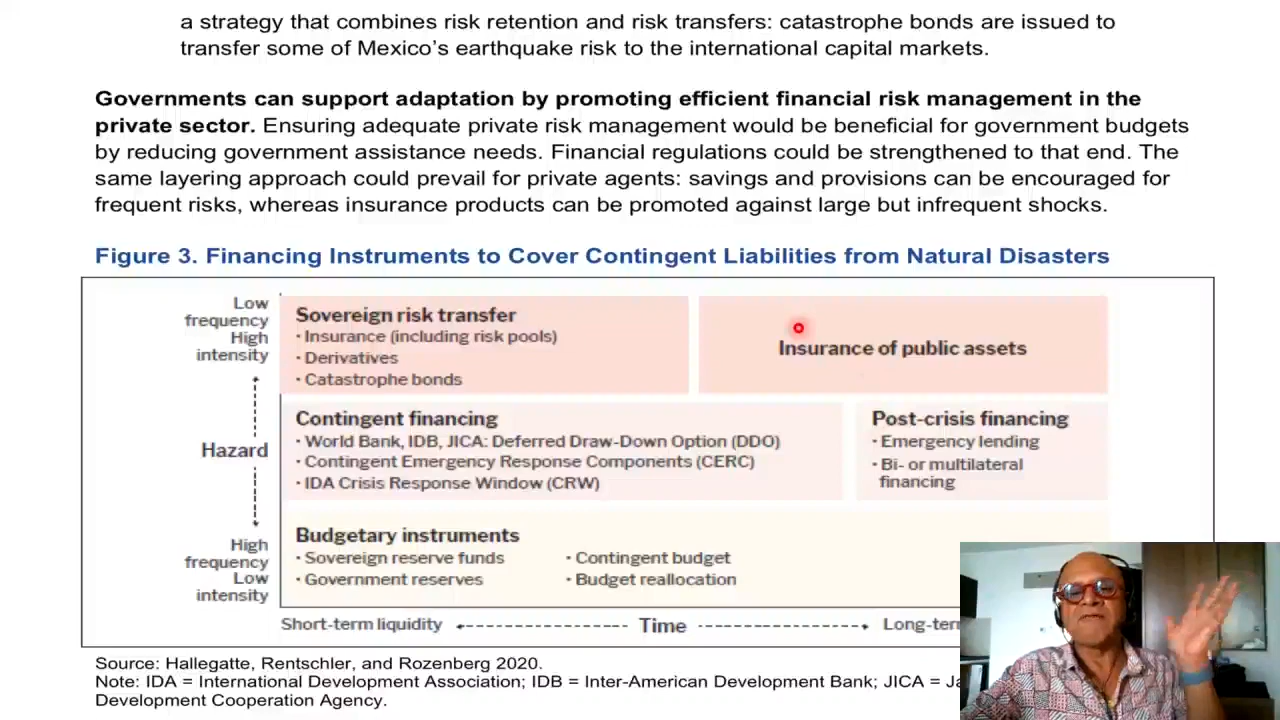 a strategy that combines risk retention and risk transfers: catastrophe bonds are issued to
transfer some of Mexico’s earthquake risk to the international capital markets.
Governments can support adaptation by promoting efficient financial risk management in the
private sector. Ensuring adequate private risk management would be beneficial for government budgets
by reducing government assistance needs. Financial regulations could be strengthened to that end. The
same layering approach could prevail for private agents: savings and provisions can be encouraged for
frequent risks, whereas insurance products can be promoted against large but infrequent shocks.
Figure 3. Financing Instruments to Cover Contingent Liabilities from Natural Disasters
Low
frequency
High
intensity
Hazard
High
frequency
Low
intensity
Sovereign risk transfer
· Insurance (including risk pools)
· Derivatives
· Catastrophe bonds
Insurance of public assets
Contingent financing
· World Bank, IDB, JICA: Deferred Draw-Down Option (DDO)
· Contingent Emergency Response Components (CERC)
· IDA Crisis Response Window (CRW)
Post-crisis financing
· Emergency lending
· Bi- or multilateral
financing
Budgetary instruments
· Sovereign reserve funds
· Government reserves
· Contingent budget
· Budget reallocation
Short-term liquidity
Time
Source: Hallegatte, Rentschler, and Rozenberg 2020.
Note: IDA = International Development Association; IDB = Inter-American Development Bank; JICA =
Development Cooperation Agency.